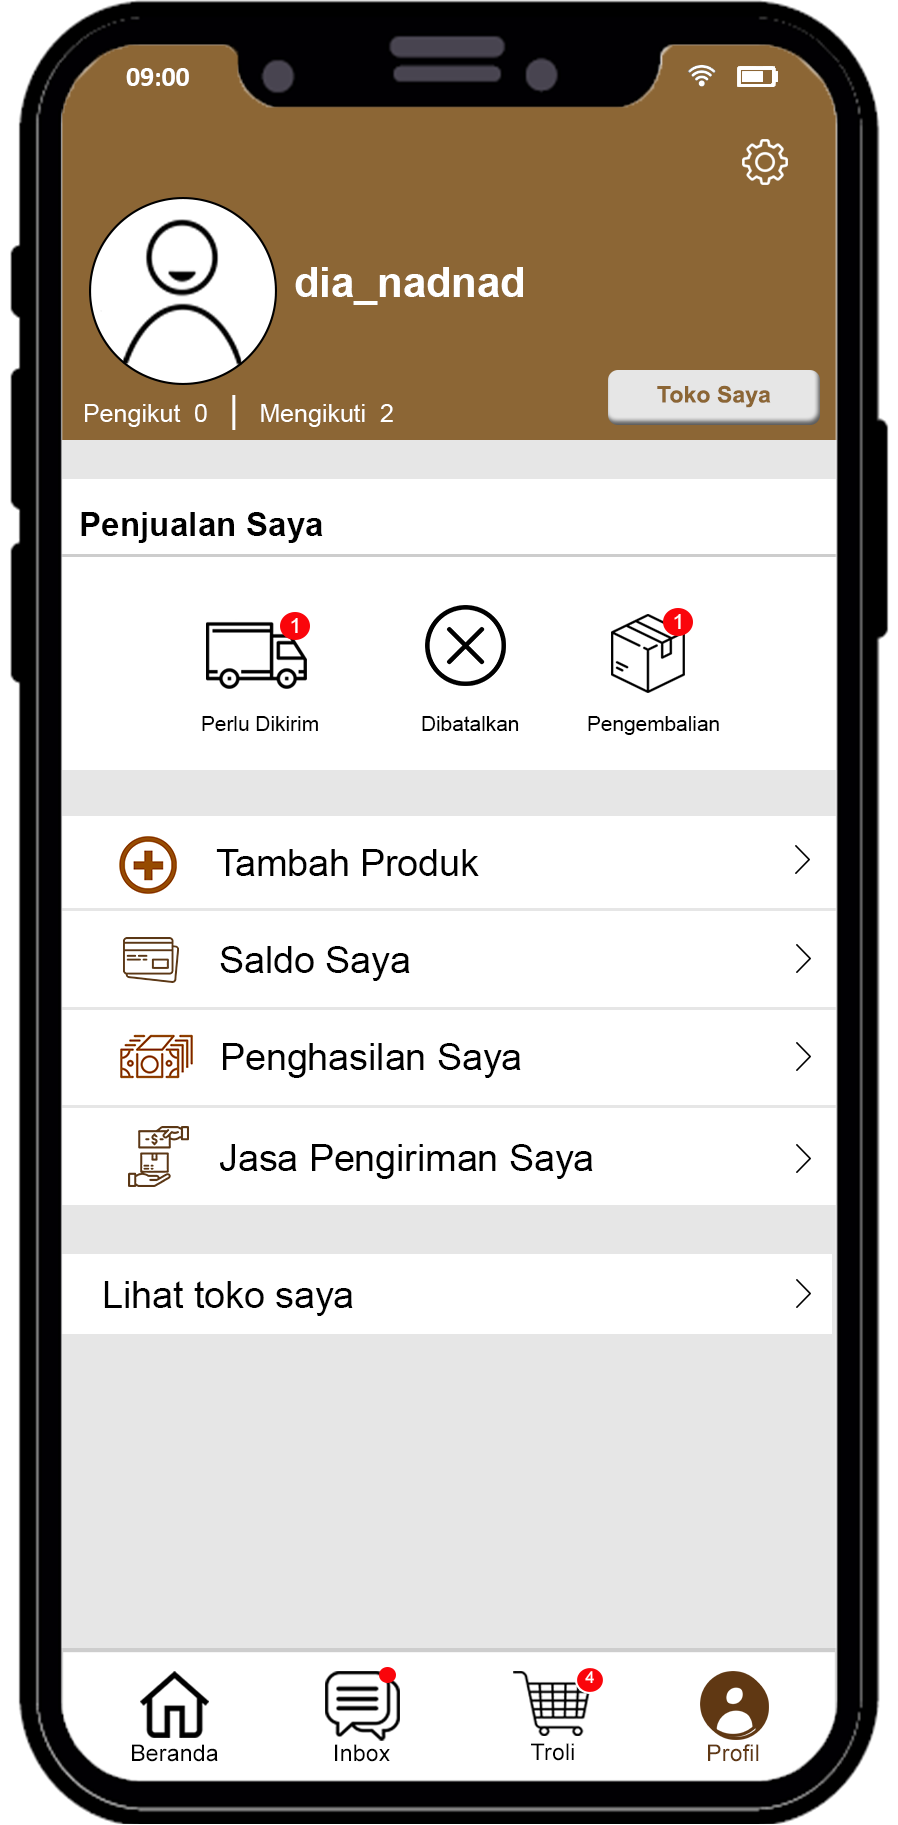 09:00
dia_nadnad
Pengikut 0 | Mengikuti 2
Toko Saya
Penjualan Saya
1
1
Perlu Dikirim
Dibatalkan
Pengembalian
Tambah Produk
Saldo Saya
Penghasilan Saya
$
Jasa Pengiriman Saya
Lihat toko saya
4
Beranda
Inbox
Troli
Profil